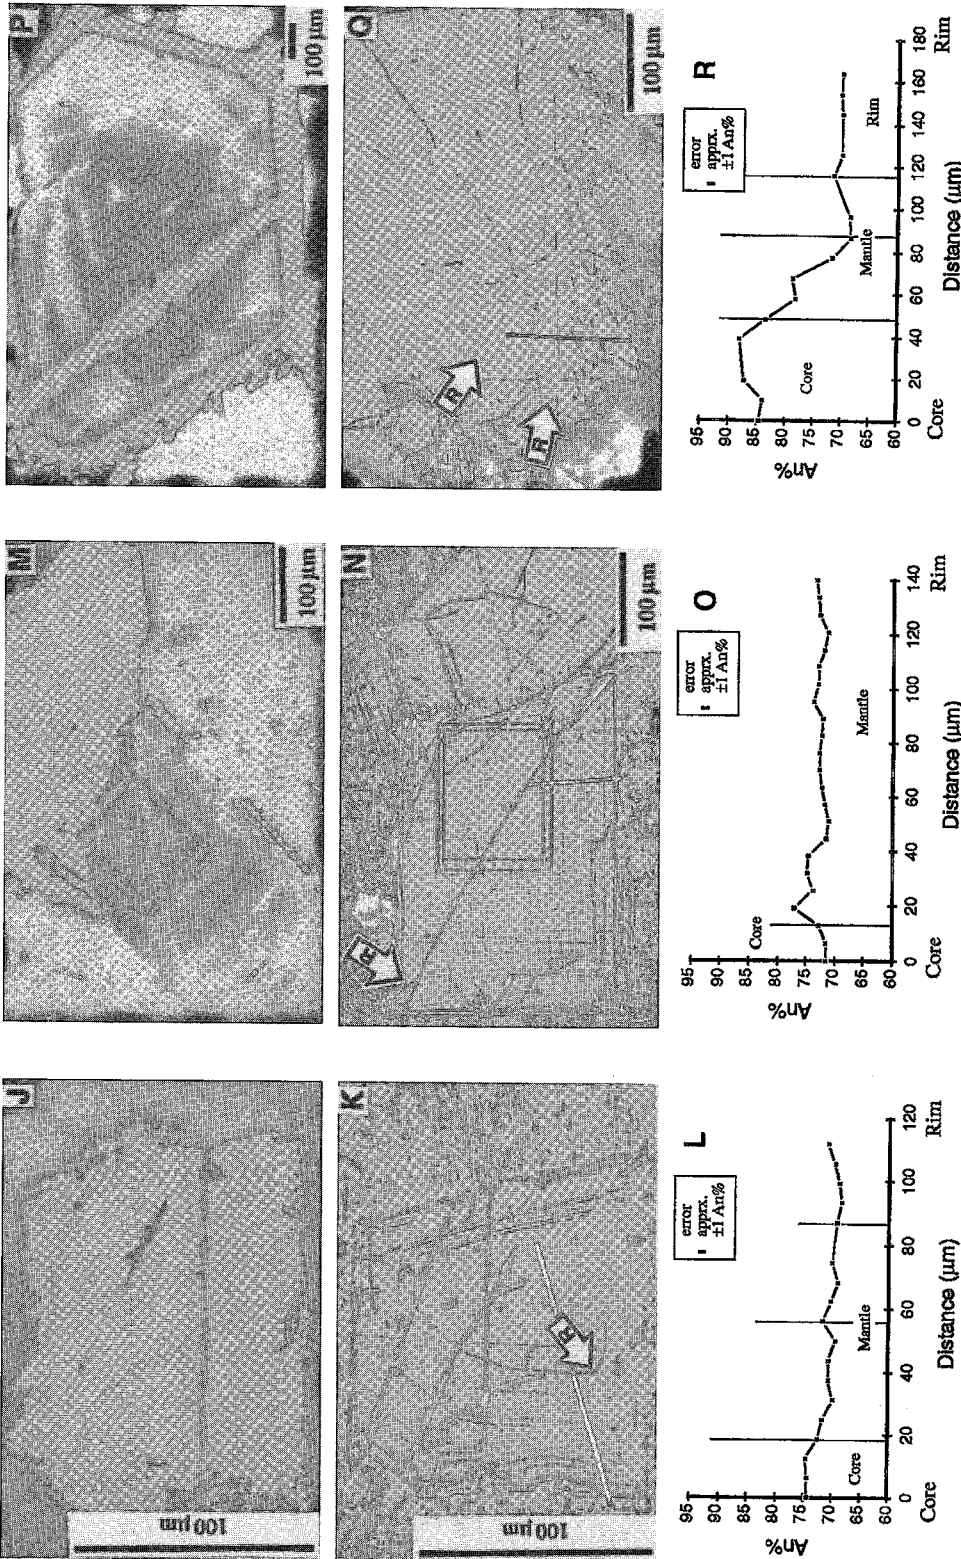 J
100 µm
K
R
100 µm
L
error
apprx.
±1 An%
95
90
85
80
75
70
65
60
An%
Core
Mantle
0 20 40 60 80 100 120
Core Distance (µm) Rim
M
100 µm
N
R
100 µm
O
error
apprx.
±1 An%
95
90
85
80
75
70
65
60
An%
Core
Mantle
0 20 40 60 80 100 120 140
Core Distance (µm) Rim
P
100 µm
Q
R
R
100 µm
R
error
apprx.
±1 An%
95
90
85
80
75
70
65
60
An%
Core
Mantle
Rim
0 20 40 60 80 100 120 140 160 180
Core Distance (µm) Rim